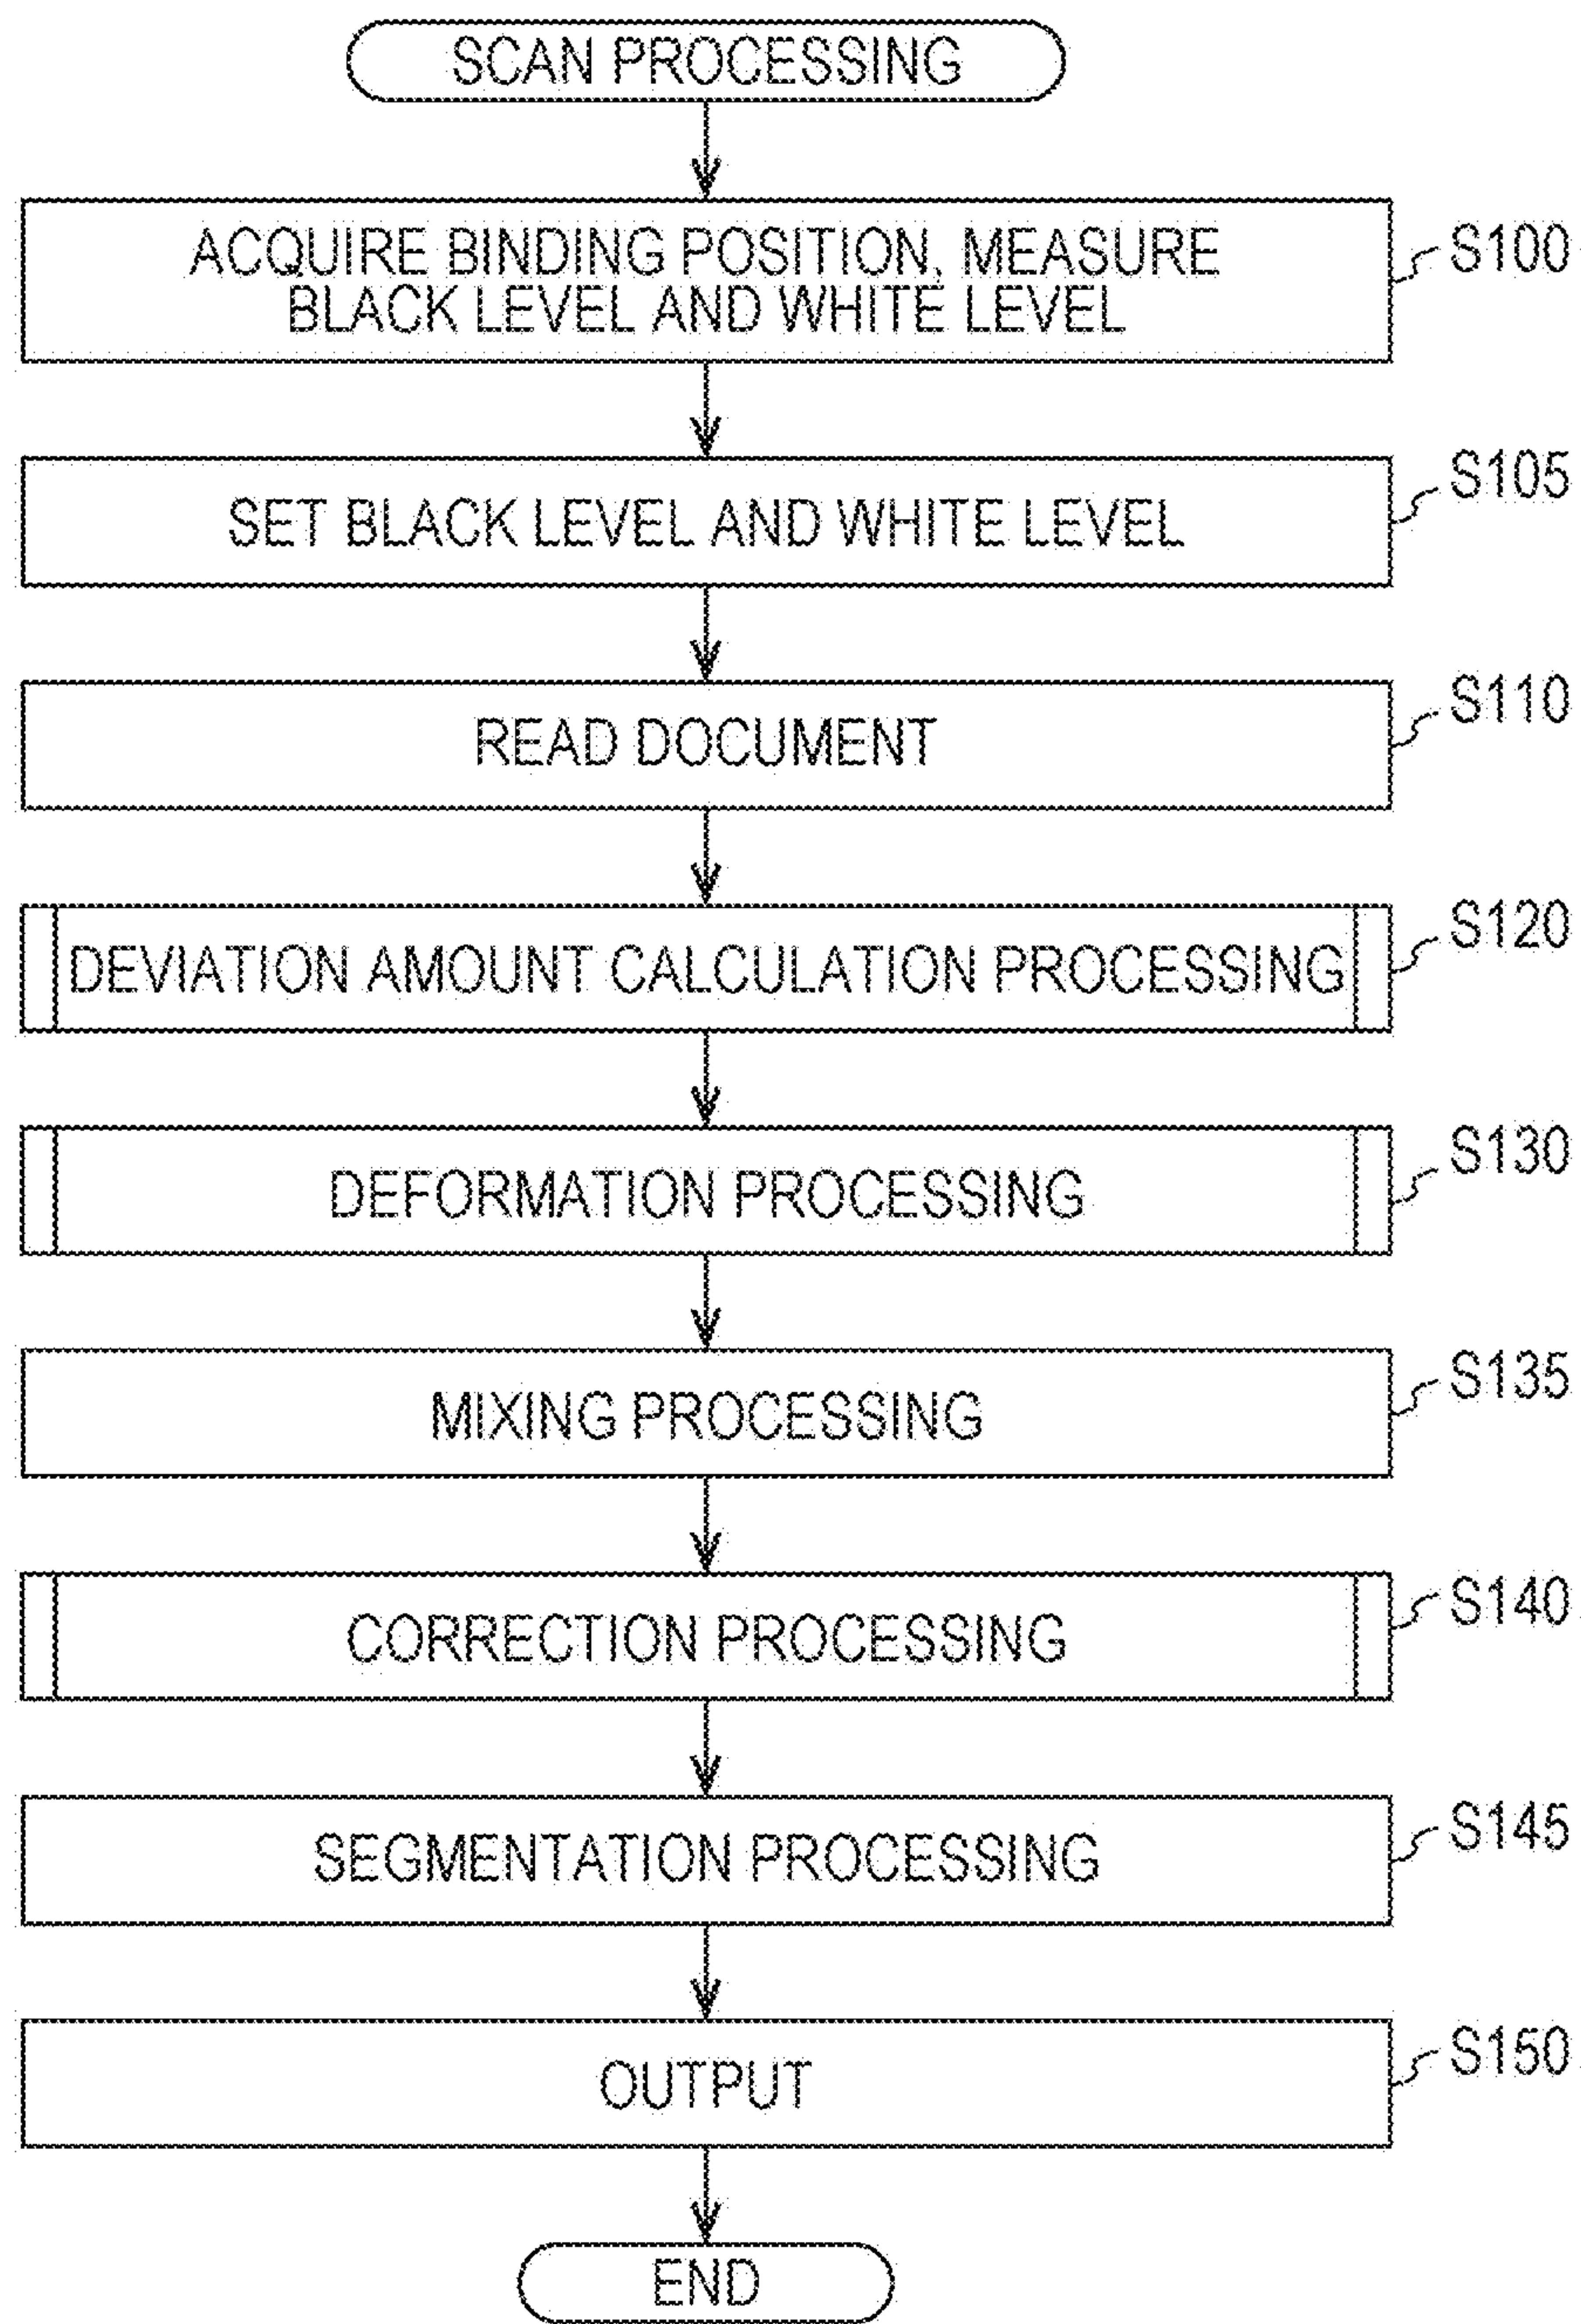 SCAN PROCESSING
ACQUIRE BINDING POSITION, MEASURE
BLACK LEVEL AND WHITE LEVEL
S100
SET BLACK LEVEL AND WHITE LEVEL
S105
READ DOCUMENT
S110
DEVIATION AMOUNT CALCULATION PROCESSING
S120
DEFORMATION PROCESSING
S130
MIXING PROCESSING
S135
CORRECTION PROCESSING
S140
SEGMENTATION PROCESSING
S145
OUTPUT
S150
END